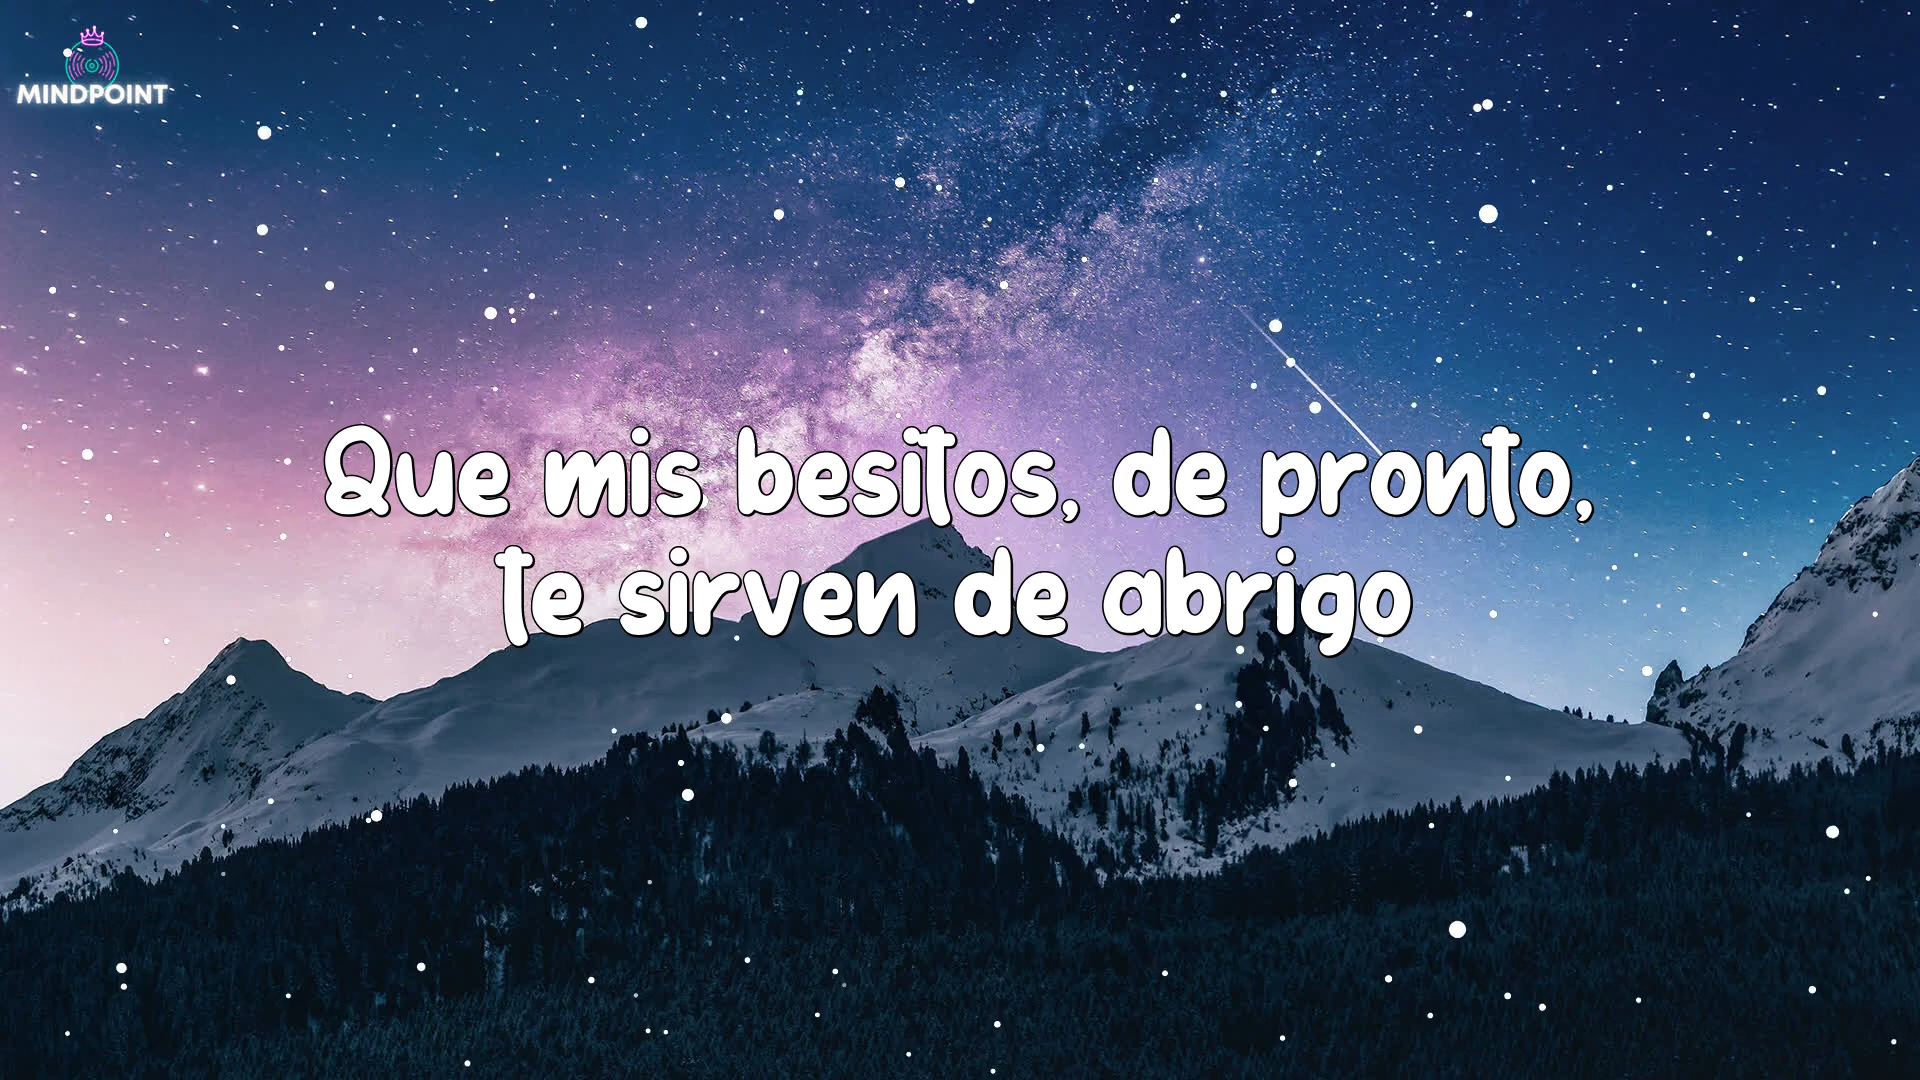 MINDPOINT
Que mis besitos, de pronto,
te sirven de abrigo